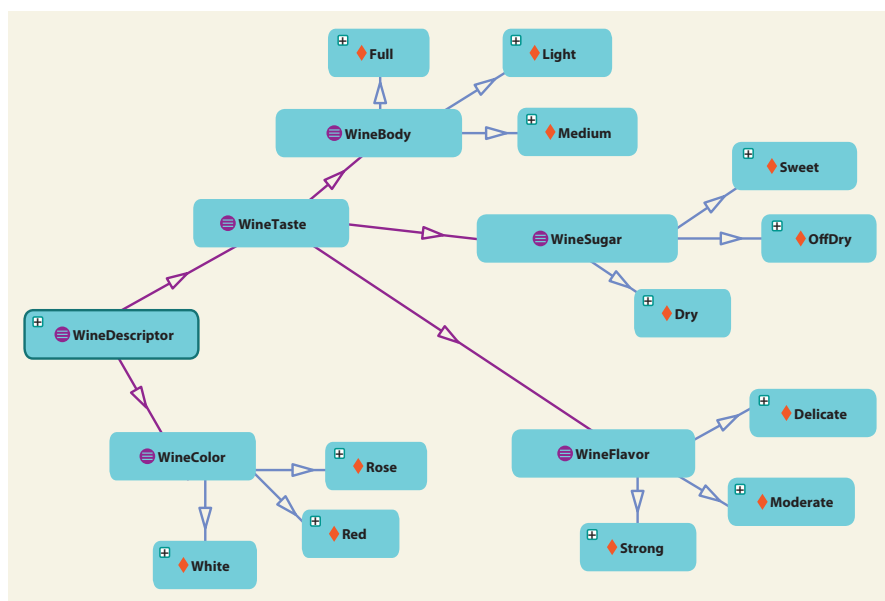 Full
Light
WineBody
Medium
Sweet
WineTaste
WineSugar
OffDry
Dry
WineDescriptor
Delicate
WineColor
WineFlavor
Rose
Moderate
Red
Strong
White